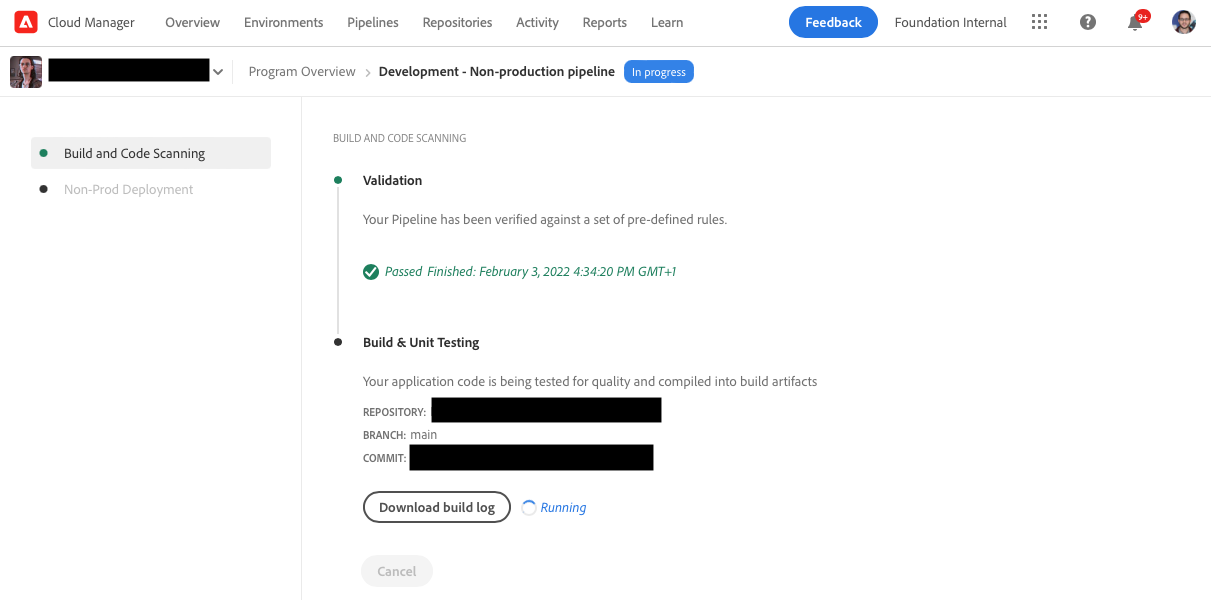 Cloud Manager Overview Environments Pipelines Repositories Activity Reports Learn Feedback Foundation Internal 9+
Program Overview > Development - Non-production pipeline In progress
Build and Code Scanning
Non-Prod Deployment
BUILD AND CODE SCANNING
Validation
Your Pipeline has been verified against a set of pre-defined rules.
Passed Finished: February 3, 2022 4:34:20 PM GMT+1
Build & Unit Testing
Your application code is being tested for quality and compiled into build artifacts
REPOSITORY:
BRANCH: main
COMMIT:
Download build log Running
Cancel